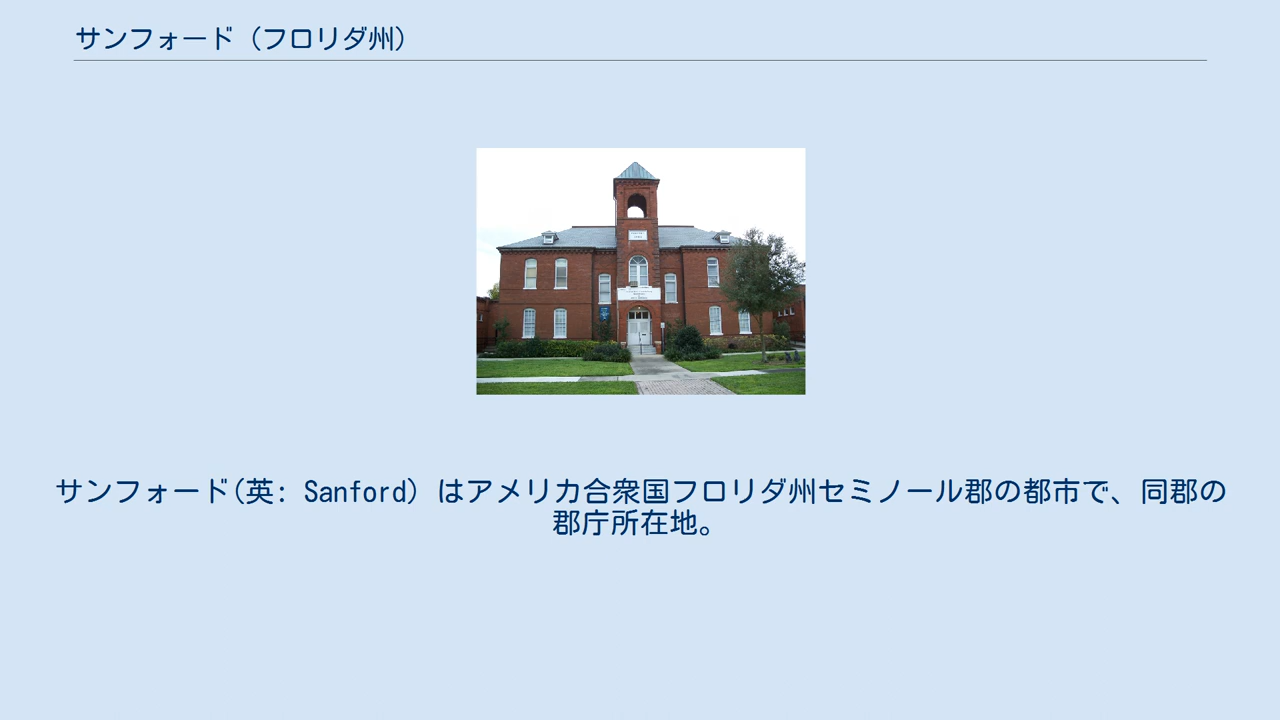 サンフォード (フロリダ州)
サンフォード(英: Sanford) はアメリカ合衆国フロリダ州セミノール郡の都市で、同郡の
郡庁所在地。